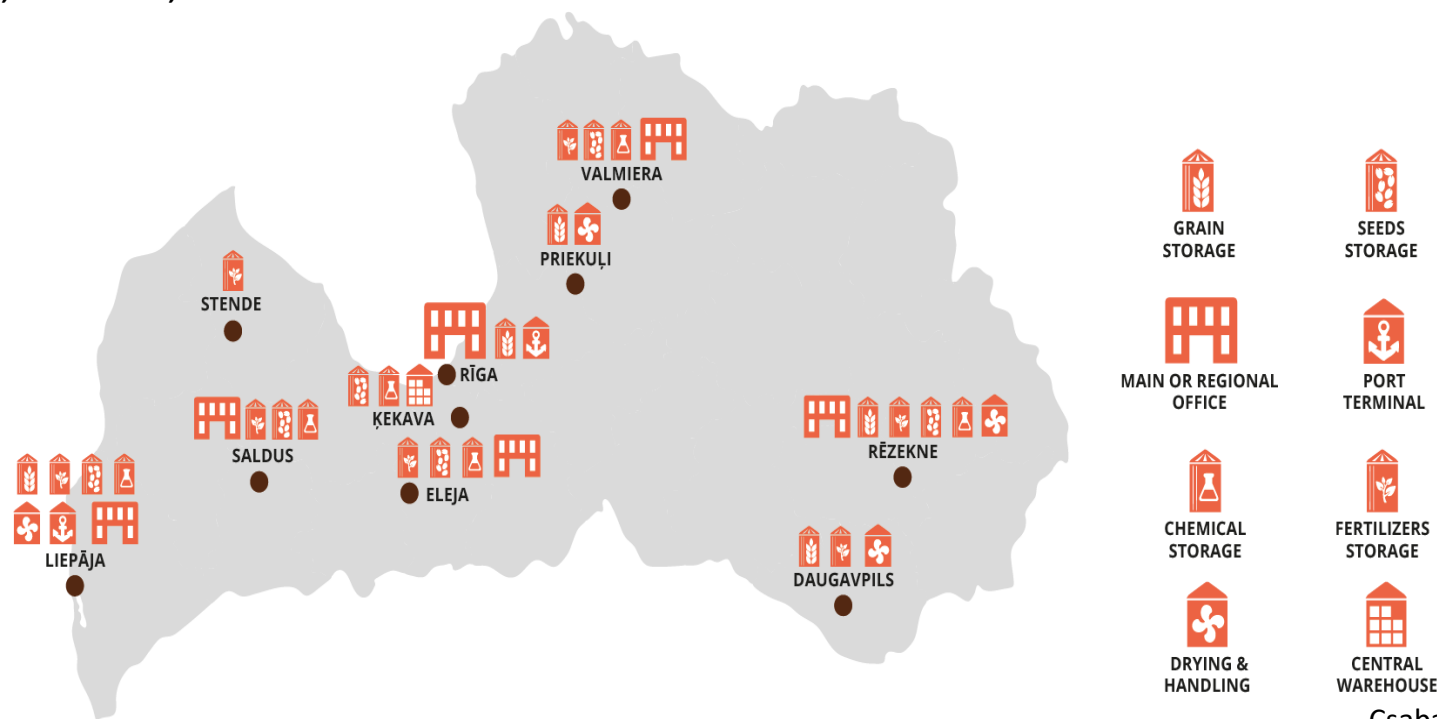 VALMIERA
PRIEKUĻI
STENDE
RĪGA
ĶEKAVA
SALDUS
ELEJA
RĒZEKNE
LIEPĀJA
DAUGAVPILS
GRAIN
STORAGE
SEEDS
STORAGE
MAIN OR REGIONAL
OFFICE
PORT
TERMINAL
CHEMICAL
STORAGE
FERTILIZERS
STORAGE
DRYING &
HANDLING
CENTRAL
WAREHOUSE